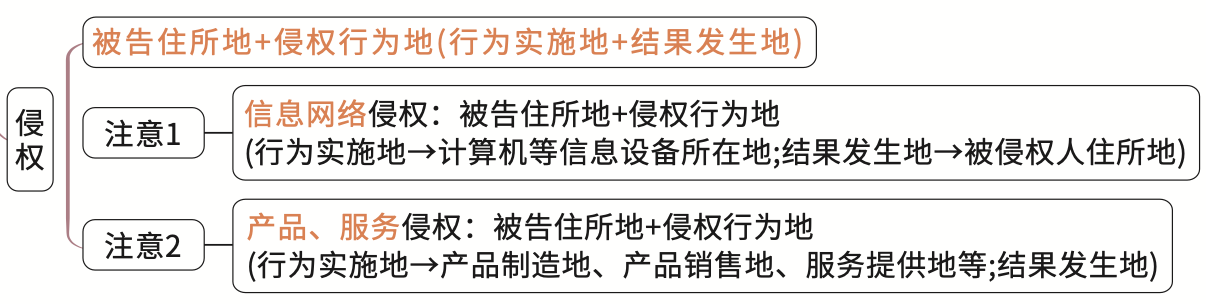 侵权
被告住所地+侵权行为地(行为实施地+结果发生地)
注意1
信息网络侵权：被告住所地+侵权行为地
(行为实施地→计算机等信息设备所在地;结果发生地→被侵权人住所地)
注意2
产品、服务侵权：被告住所地+侵权行为地
(行为实施地→产品制造地、产品销售地、服务提供地等;结果发生地)